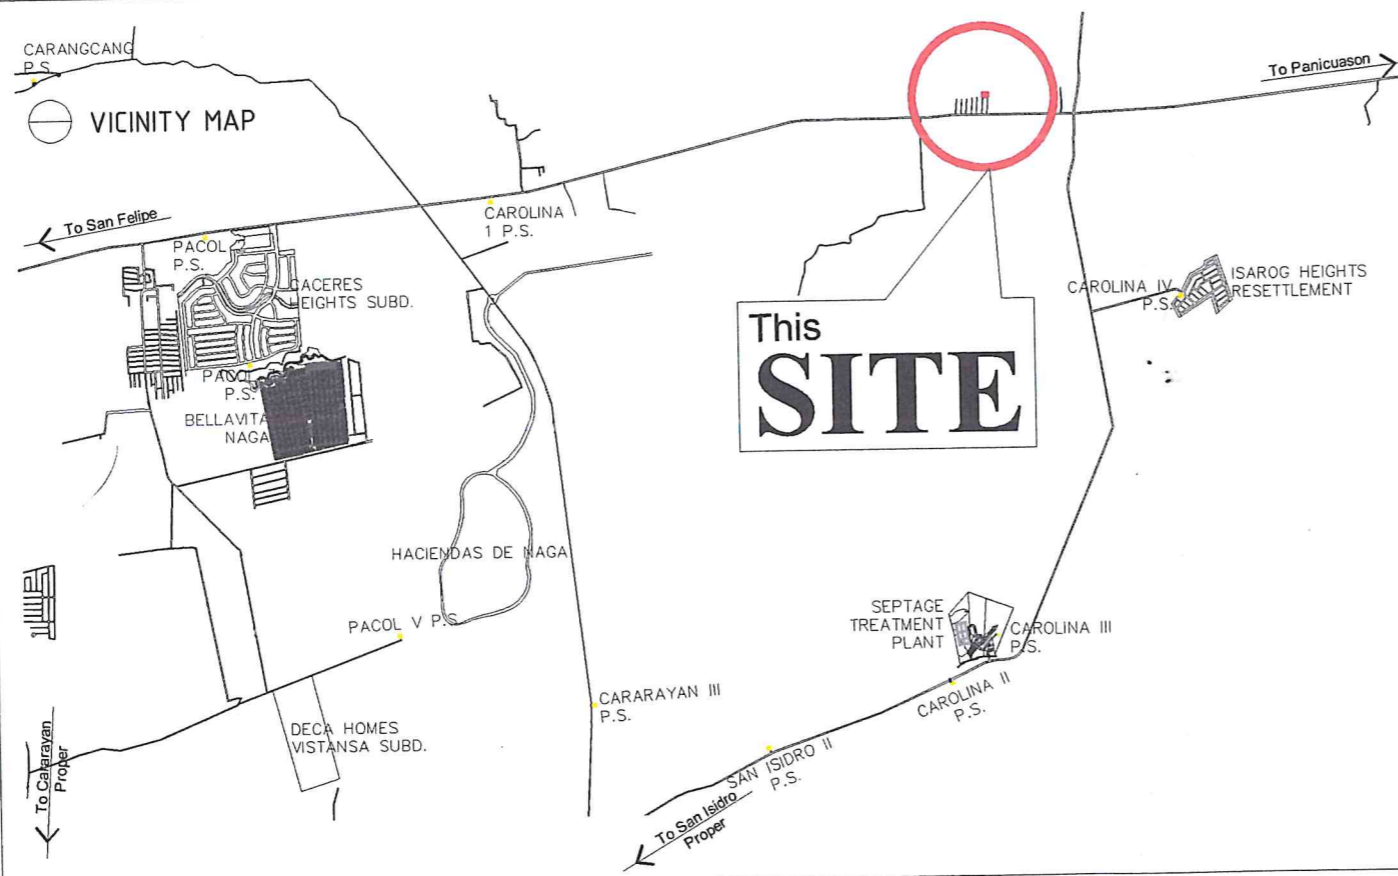 CARANGCANG
P.S.
VICINITY MAP
To Panicuason
To San Felipe
CAROLINA
1 P.S.
PACOL
P.S.
CACERES
HEIGHTS SUBD.
CAROLINA IV
P.S.
ISAROG HEIGHTS
RESETTLEMENT
This
SITE
PACOL
P.S.
BELLAVITA
NAGA
HACIENDAS DE NAGA
PACOL V P.S.
SEPTAGE
TREATMENT
PLANT
CAROLINA III
P.S.
CAROLINA II
P.S.
CARARAYAN III
P.S.
DECA HOMES
VISTANSA SUBD.
SAN ISIDRO II
P.S.
To Cararayan
Proper
To San Isidro
Proper